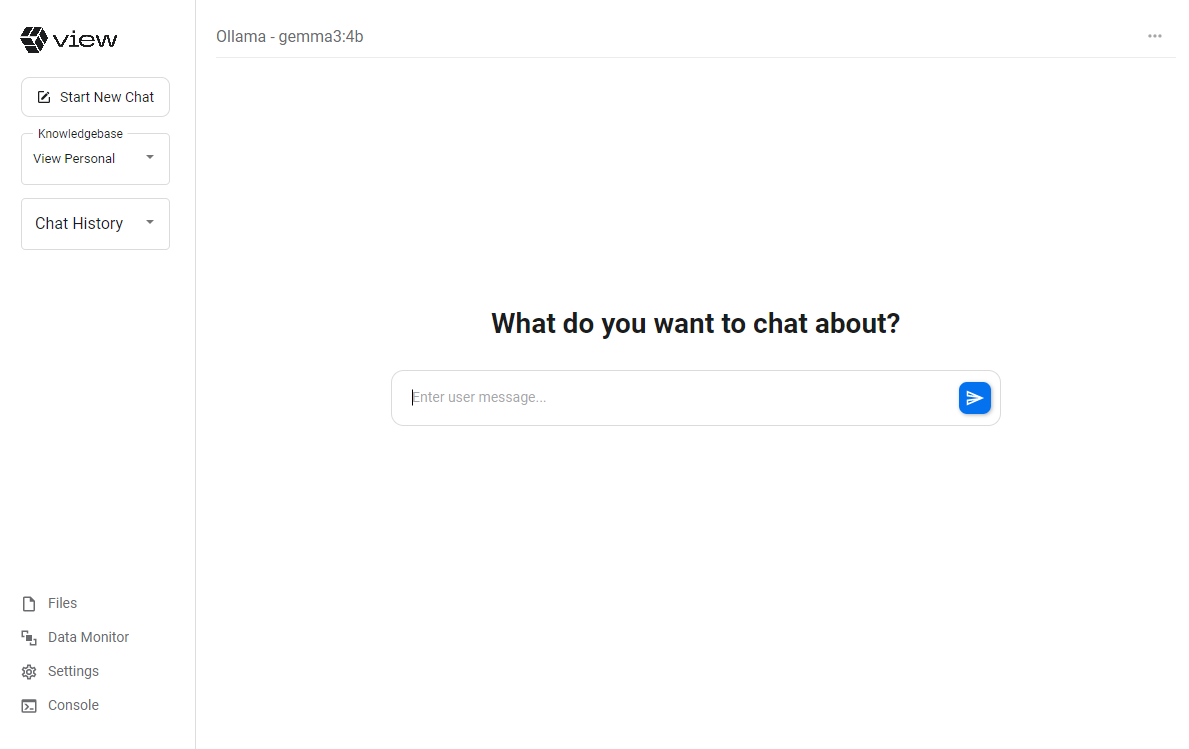 view
Ollama - gemma3:4b
Start New Chat
Knowledgebase
View Personal
Chat History
What do you want to chat about?
Enter user message...
Files
Data Monitor
Settings
Console